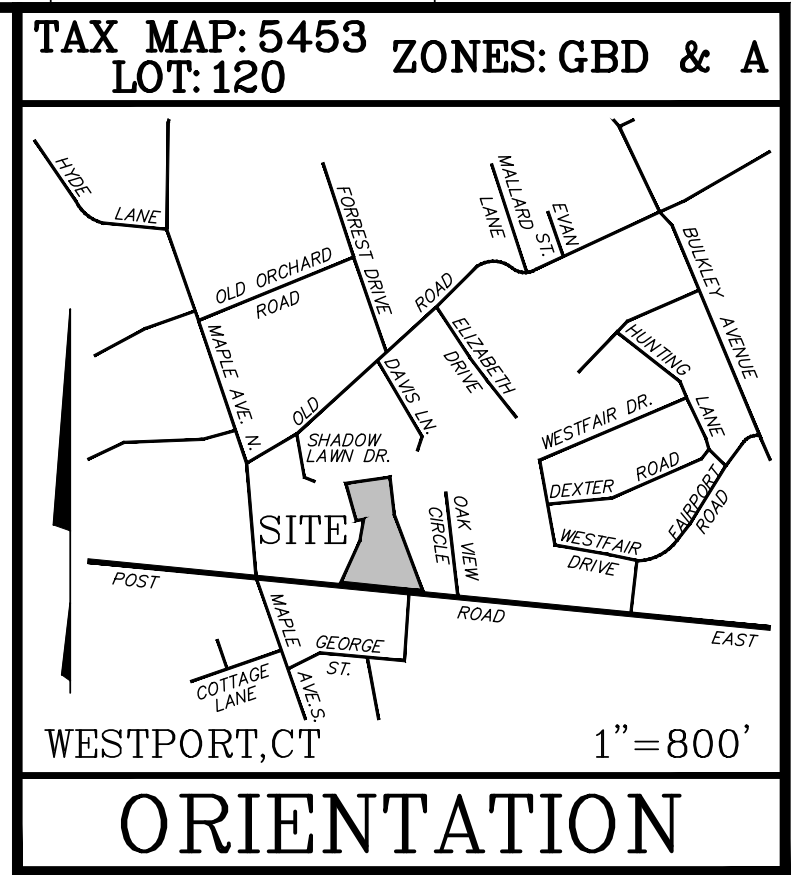 TAX MAP: 5453
LOT: 120
ZONES: GBD & A
HYDE
LANE
OLD ORCHARD
ROAD
FORREST DRIVE
MALLARD
LANE
EVAN
ST.
BULKLEY
AVENUE
MAPLE AVE. N.
OLD
ROAD
ELIZABETH
DRIVE
DAVIS LN.
SHADOW
LAWN DR.
HUNTING
LANE
WESTFAIR DR.
DEXTER ROAD
FAIRPORT
ROAD
WESTFAIR
DRIVE
SITE
OAK VIEW
CIRCLE
POST
ROAD
EAST
MAPLE
AVE.S.
GEORGE
ST.
COTTAGE
LANE
WESTPORT,CT
1"=800'
ORIENTATION